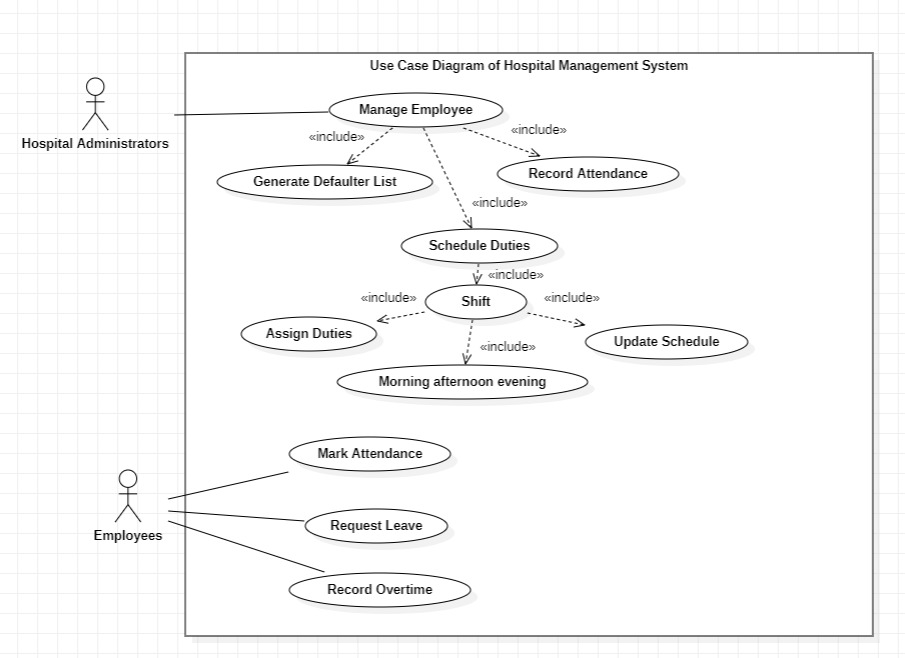 Use Case Diagram of Hospital Management System
Hospital Administrators
Manage Employee
«include»
«include»
Generate Defaulter List
Record Attendance
«include»
Schedule Duties
«include»
Shift
«include»
«include»
Assign Duties
Update Schedule
«include»
Morning afternoon evening
Mark Attendance
Employees
Request Leave
Record Overtime